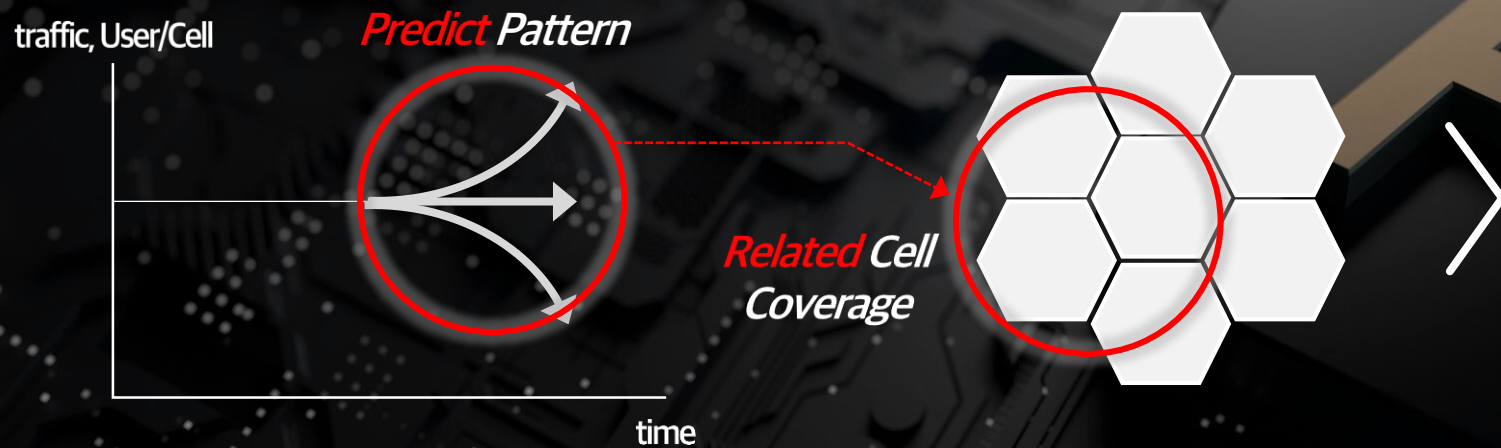 traffic, User/Cell
Predict Pattern
Related Cell
Coverage
time